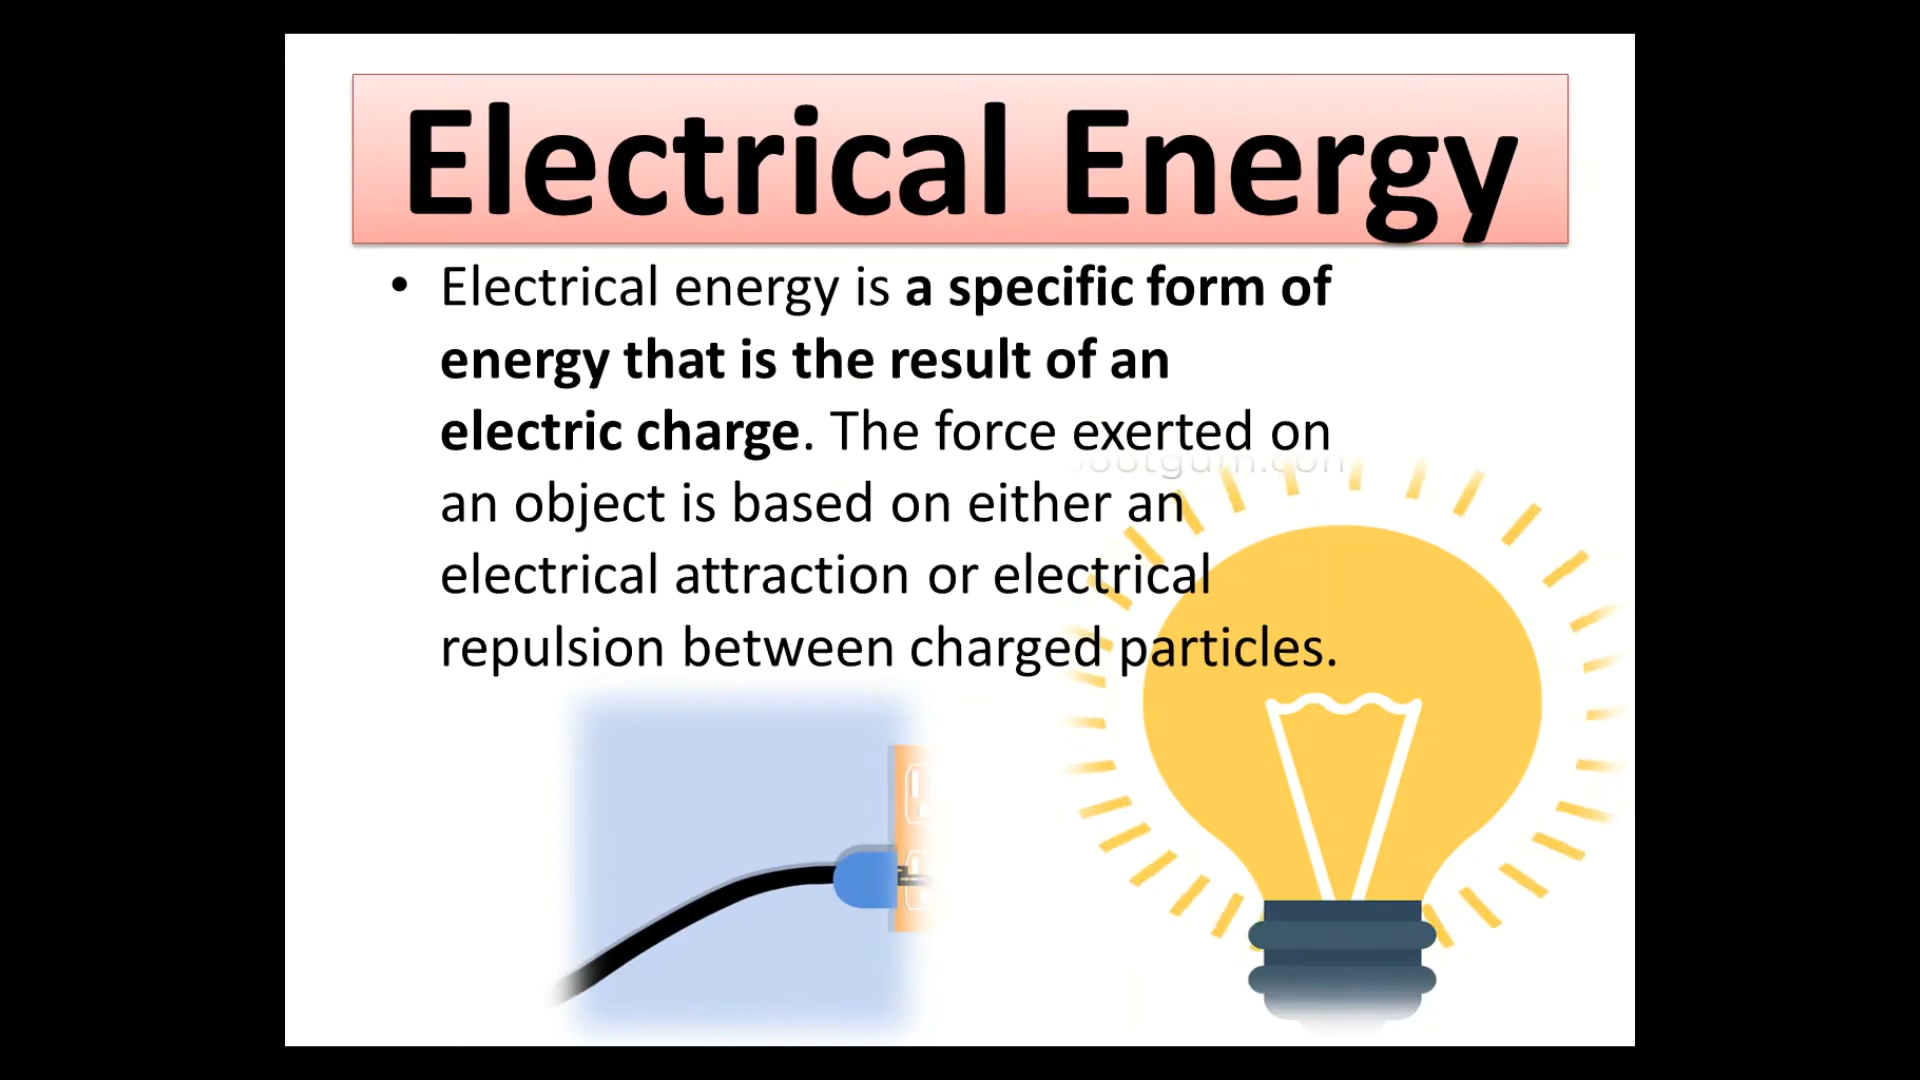 Electrical Energy
• Electrical energy is a specific form of
energy that is the result of an
electric charge. The force exerted on
an object is based on either an
electrical attraction or electrical
repulsion between charged particles.